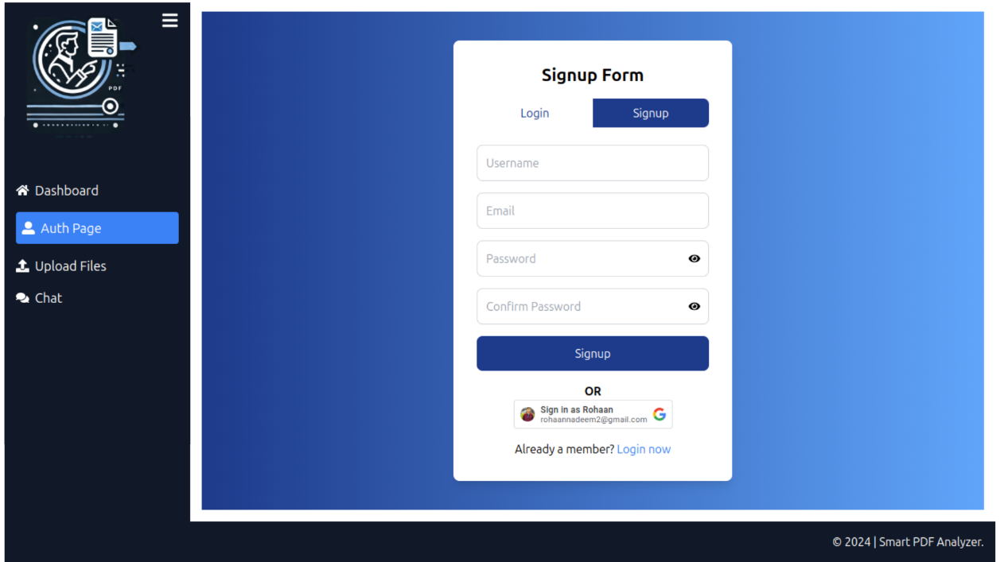 PDF
Dashboard
Auth Page
Upload Files
Chat
Signup Form
Login Signup
Username
Email
Password
Confirm Password
Signup
OR
Sign in as Rohaan
rohaannadeem2@gmail.com
Already a member? Login now
© 2024 | Smart PDF Analyzer.